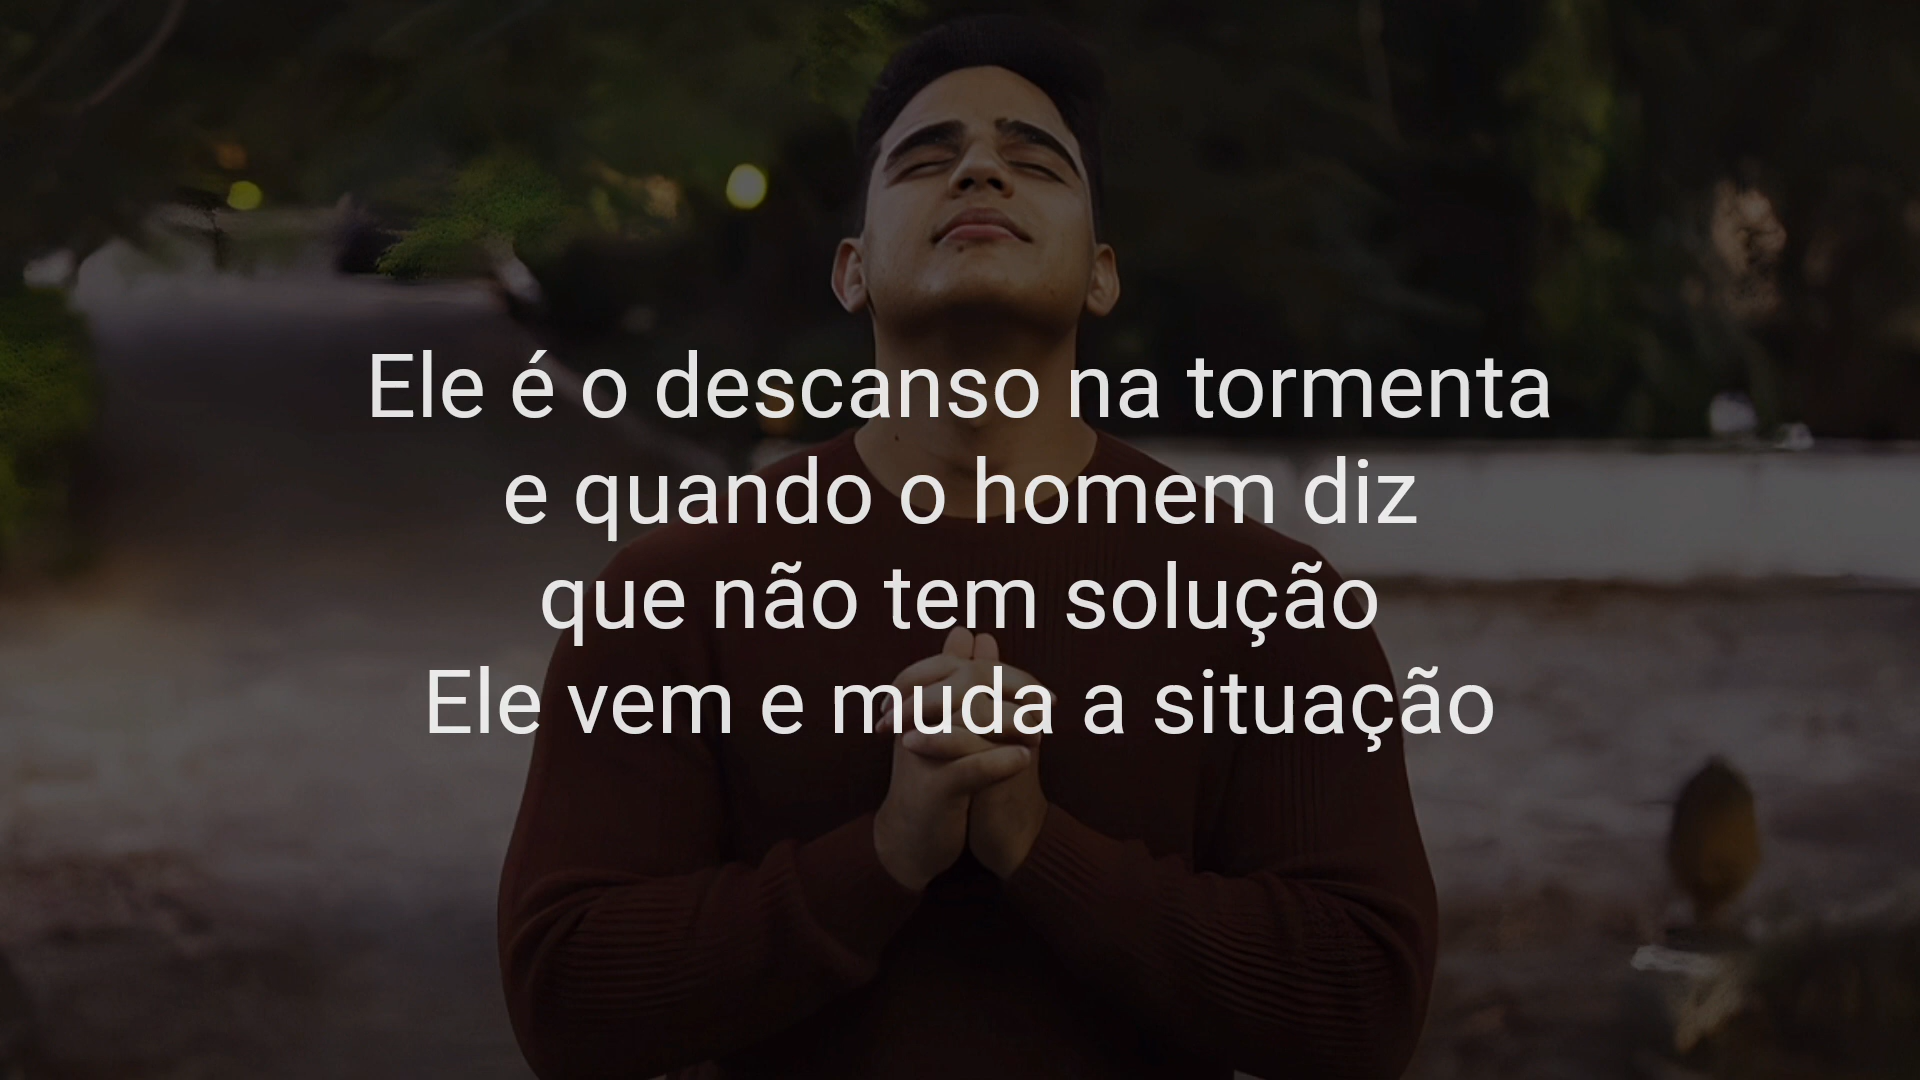 Ele é o descanso na tormenta
e quando o homem diz
que não tem solução
Ele vem e muda a situação